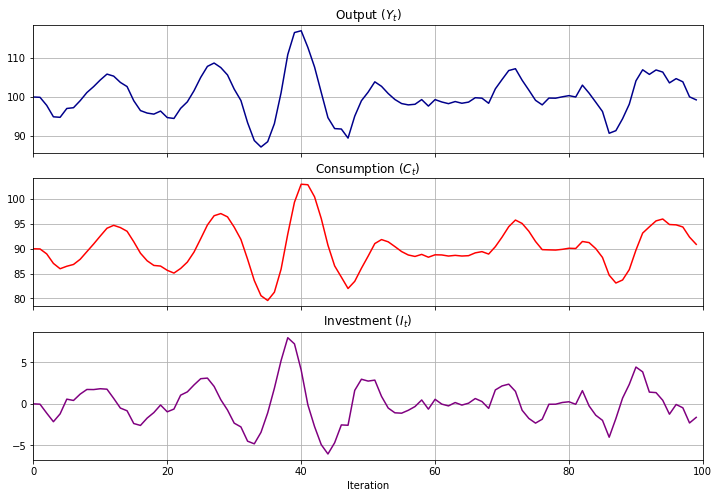 Output (Y_t)
110
100
90
Consumption (C_t)
100
95
90
85
80
Investment (I_t)
5
0
−5
0 20 40 60 80 100
Iteration